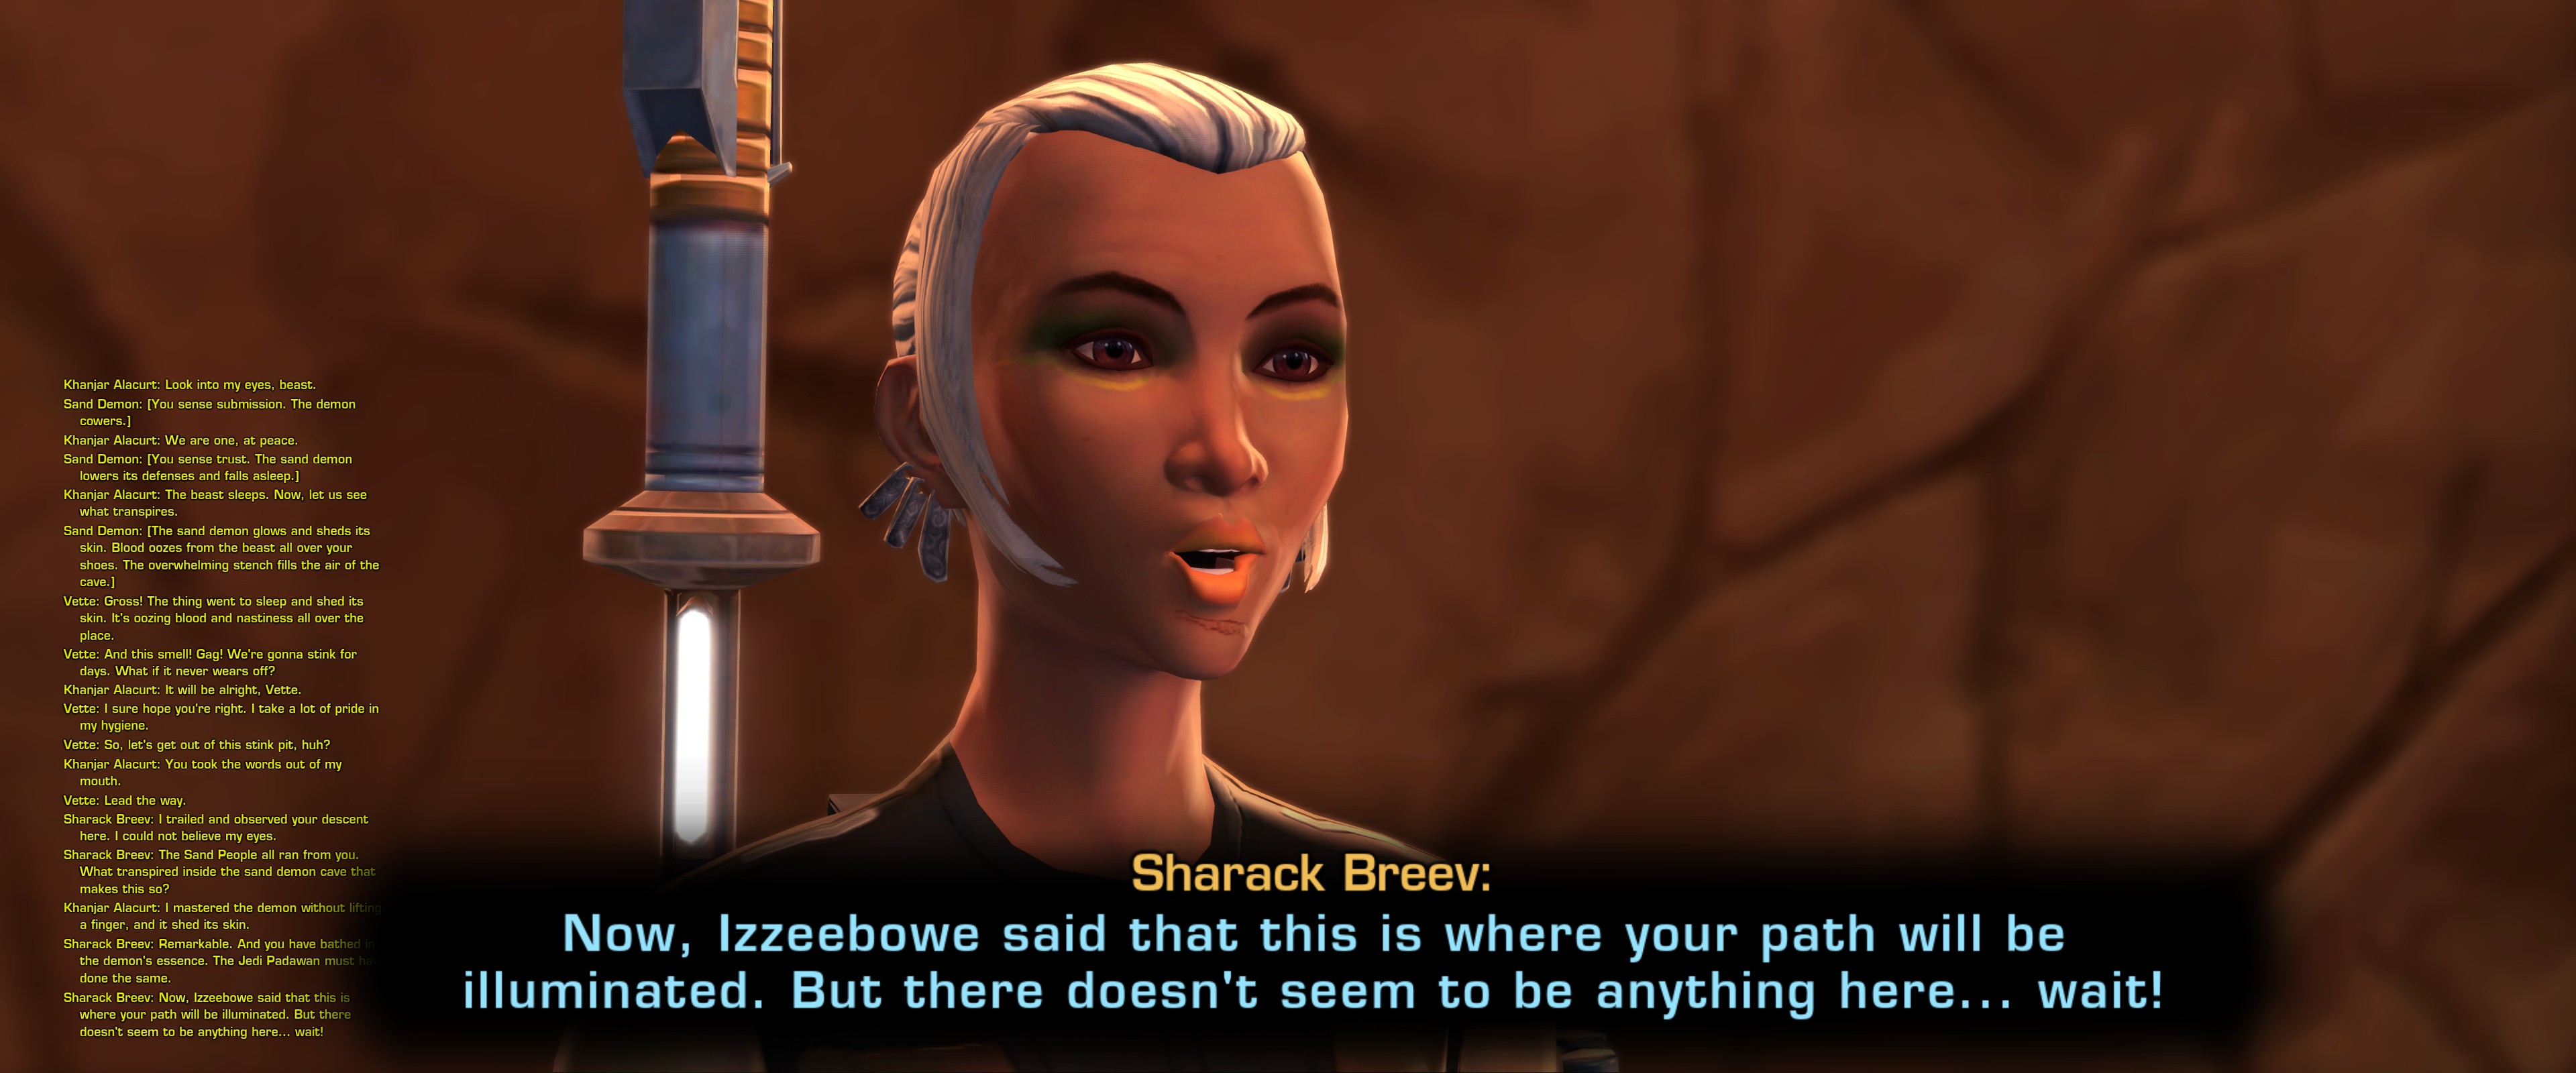 Khanjar Alacurt: Look into my eyes, beast.
Sand Demon: [You sense submission. The demon
cowers.]
Khanjar Alacurt: We are one, at peace.
Sand Demon: [You sense trust. The sand demon
lowers its defenses and falls asleep.]
Khanjar Alacurt: The beast sleeps. Now, let us see
what transpires.
Sand Demon: [The sand demon glows and sheds its
skin. Blood oozes from the beast all over your
shoes. The overwhelming stench fills the air of the
cave.]
Vette: Gross! The thing went to sleep and shed its
skin. It's oozing blood and nastiness all over the
place.
Vette: And this smell! Gag! We're gonna stink for
days. What if it never wears off?
Khanjar Alacurt: It will be alright, Vette.
Vette: I sure hope you're right. I take a lot of pride in
my hygiene.
Vette: So, let's get out of this stink pit, huh?
Khanjar Alacurt: You took the words out of my
mouth.
Vette: Lead the way.
Sharack Breev: I trailed and observed your descent
here. I could not believe my eyes.
Sharack Breev: The Sand People all ran from you.
What transpired inside the sand demon cave that
makes this so?
Khanjar Alacurt: I mastered the demon without lifting
a finger, and it shed its skin.
Sharack Breev: Remarkable. And you have bathed in
the demon's essence. The Jedi Padawan must have
done the same.
Sharack Breev: Now, Izzeebowe said that this is
where your path will be illuminated. But there
doesn't seem to be anything here... wait!
Sharack Breev:
Now, Izzeebowe said that this is where your path will be
illuminated. But there doesn't seem to be anything here... wait!